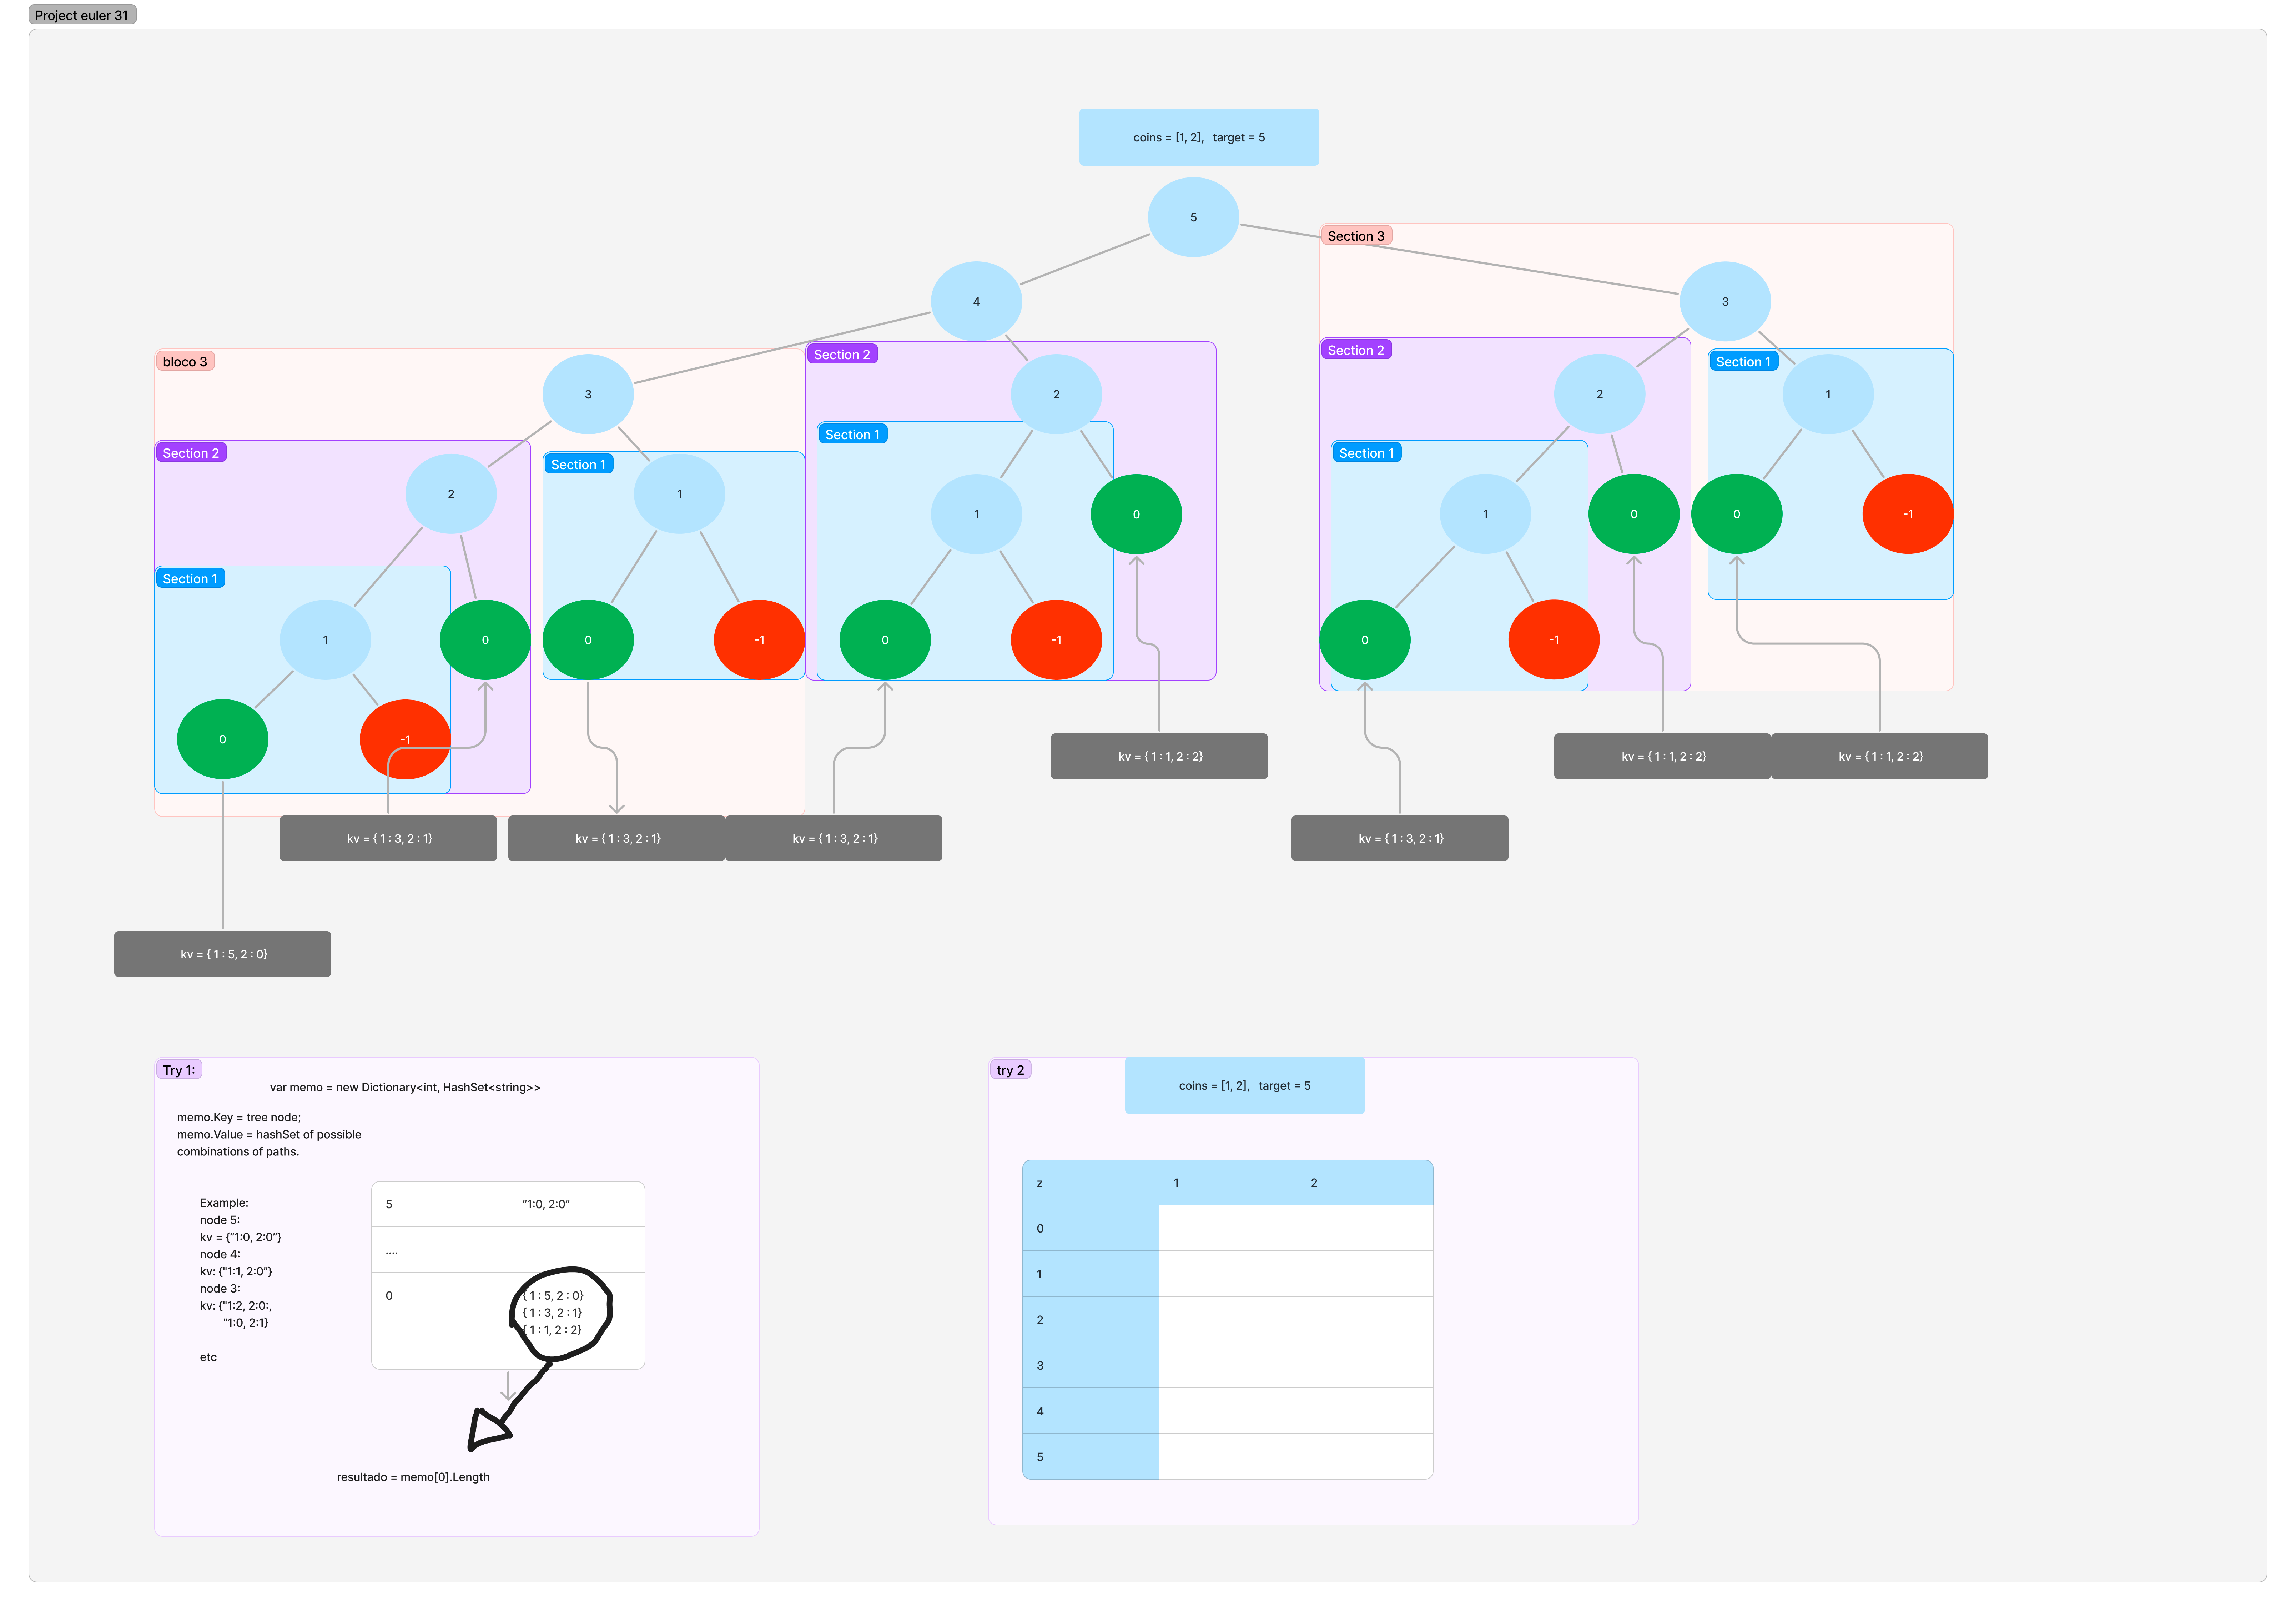 Project euler 31
coins = [1, 2],   target = 5
5
Section 3
4
3
bloco 3
Section 2
Section 2
Section 1
3
2
2
1
Section 1
Section 2
Section 1
Section 1
2
1
1
0
1
0
0
-1
Section 1
1
0
0
-1
0
-1
0
-1
0
-1
kv = { 1 : 1, 2 : 2}
kv = { 1 : 1, 2 : 2}
kv = { 1 : 1, 2 : 2}
kv = { 1 : 3, 2 : 1}
kv = { 1 : 3, 2 : 1}
kv = { 1 : 3, 2 : 1}
kv = { 1 : 3, 2 : 1}
kv = { 1 : 5, 2 : 0}
Try 1:
var memo = new Dictionary<int, HashSet<string>>
memo.Key = tree node;
memo.Value = hashSet of possible
combinations of paths.
Example:
node 5:
kv = {"1:0, 2:0"}
node 4:
kv: {"1:1, 2:0"}
node 3:
kv: {"1:2, 2:0:,
"1:0, 2:1}
etc
5
"1:0, 2:0"
....
0
{ 1 : 5, 2 : 0}
{ 1 : 3, 2 : 1}
{ 1 : 1, 2 : 2}
resultado = memo[0].Length
try 2
coins = [1, 2],   target = 5
z 1 2
0
1
2
3
4
5